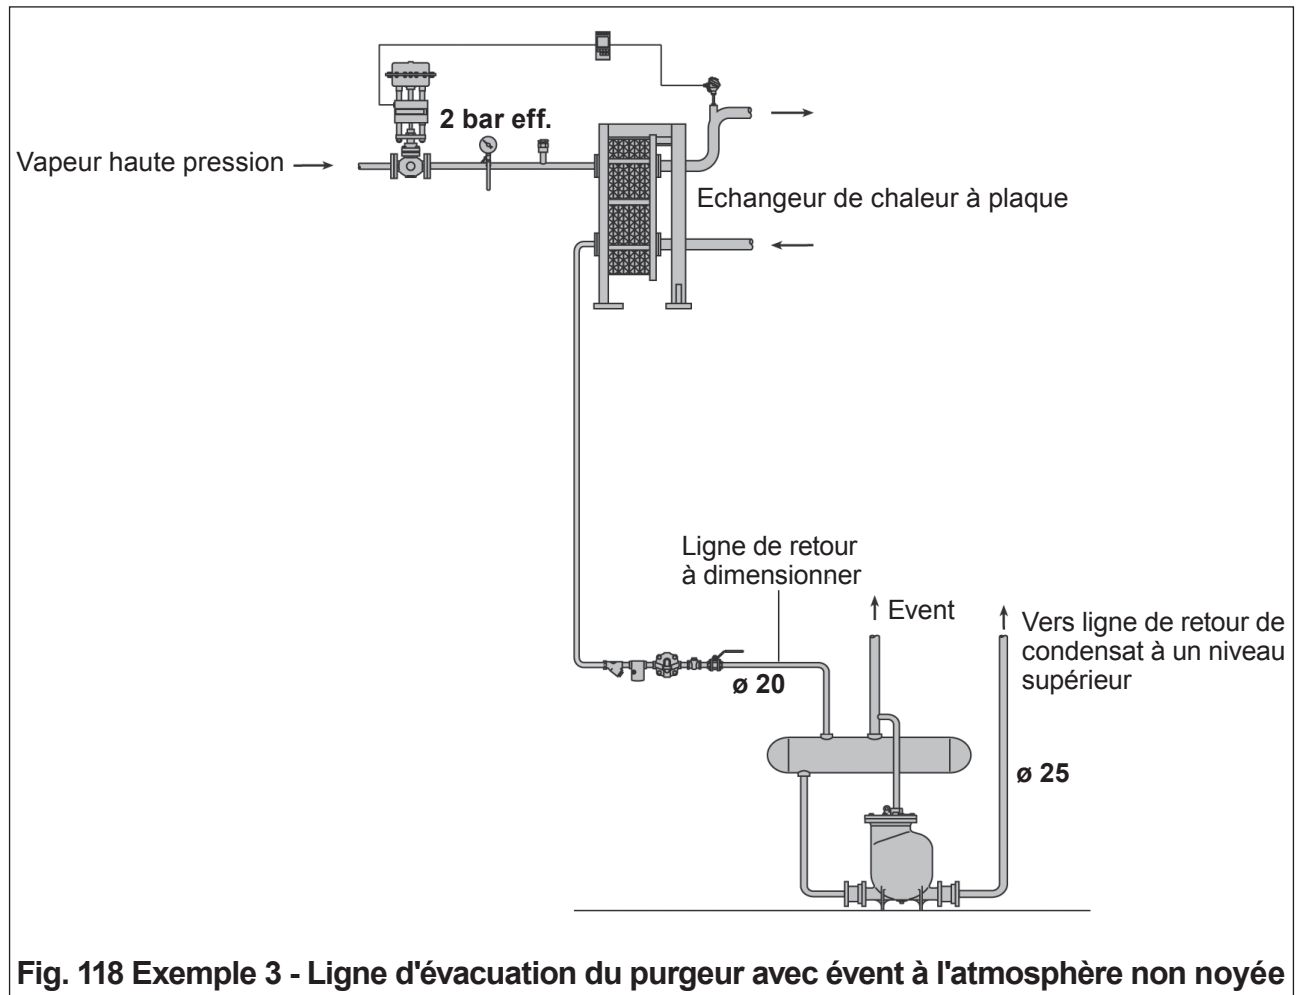 2 bar eff.
Vapeur haute pression
Echangeur de chaleur à plaque
Ligne de retour
à dimensionner
Event
Vers ligne de retour de
condensat à un niveau
supérieur
ø 20
ø 25
Fig. 118 Exemple 3 - Ligne d'évacuation du purgeur avec évent à l'atmosphère non noyée